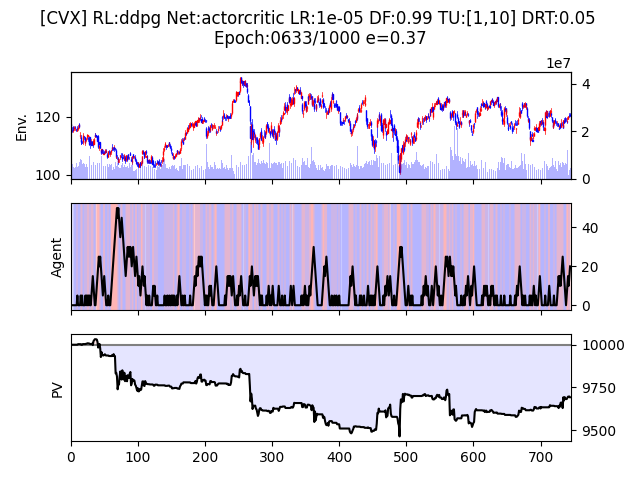 [CVX] RL:ddpg Net:actorcritic LR:1e-05 DF:0.99 TU:[1,10] DRT:0.05
Epoch:0633/1000 e=0.37
1e7
Env.
120
100
4
2
0
Agent
40
20
0
PV
10000
9750
9500
0 100 200 300 400 500 600 700